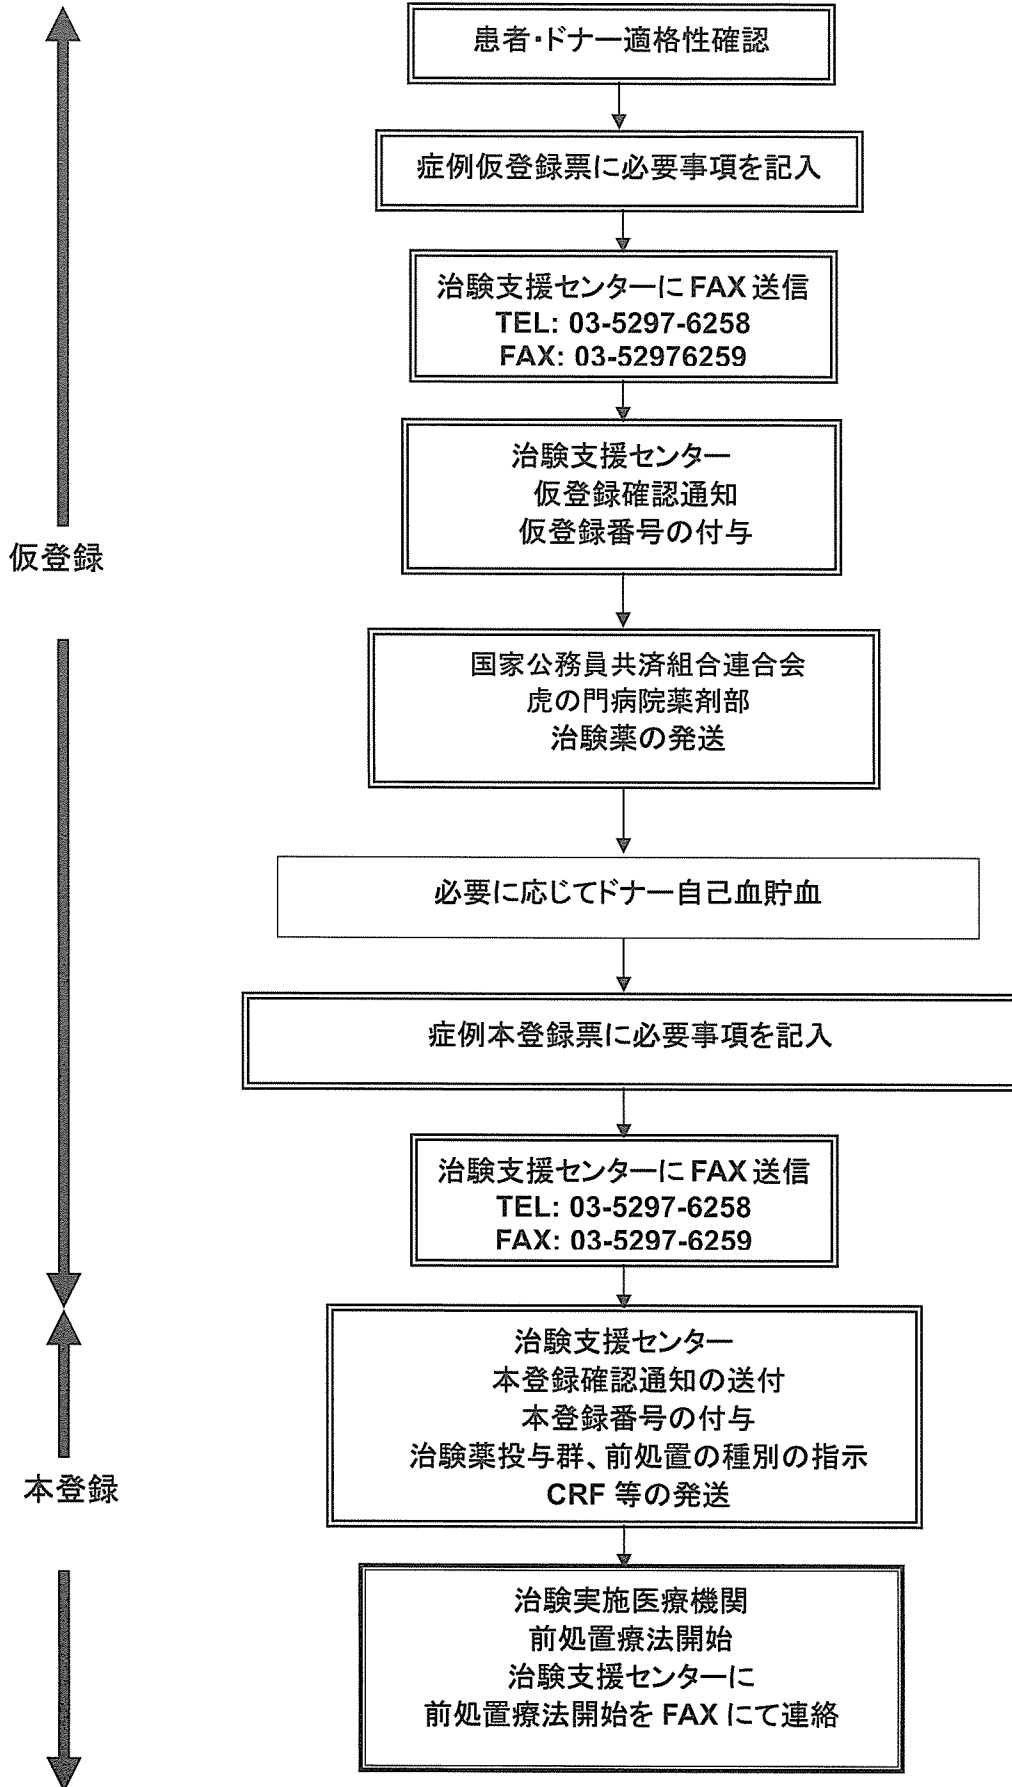 患者・ドナー適格性確認
症例仮登録票に必要事項を記入
治験支援センターに FAX 送信
TEL: 03-5297-6258
FAX: 03-52976259
治験支援センター
仮登録確認通知
仮登録番号の付与
仮登録
国家公務員共済組合連合会
虎の門病院薬剤部
治験薬の発送
必要に応じてドナー自己血貯血
症例本登録票に必要事項を記入
治験支援センターに FAX 送信
TEL: 03-5297-6258
FAX: 03-5297-6259
治験支援センター
本登録確認通知の送付
本登録番号の付与
治験薬投与群、前処置の種別の指示
CRF 等の発送
本登録
治験実施医療機関
前処置療法開始
治験支援センターに
前処置療法開始を FAX にて連絡